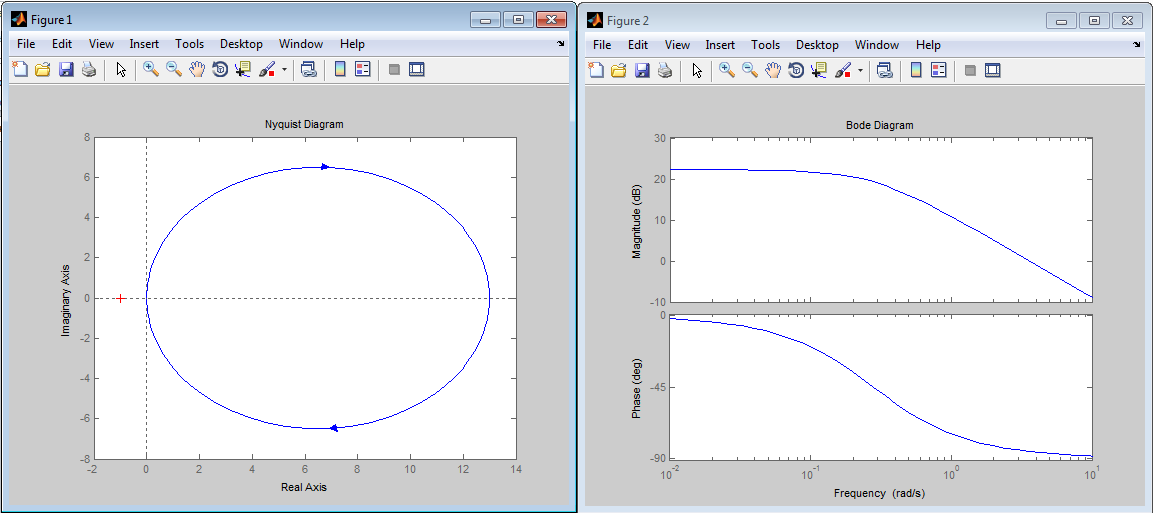 Figure 1
File Edit View Insert Tools Desktop Window Help
Nyquist Diagram
8
6
4
2
0
-2
-4
-6
-8
Imaginary Axis
-2 0 2 4 6 8 10 12 14
Real Axis
Figure 2
File Edit View Insert Tools Desktop Window Help
Bode Diagram
30
20
10
0
-10
Magnitude (dB)
0
-45
-90
Phase (deg)
10-2 10-1 100 101
Frequency (rad/s)